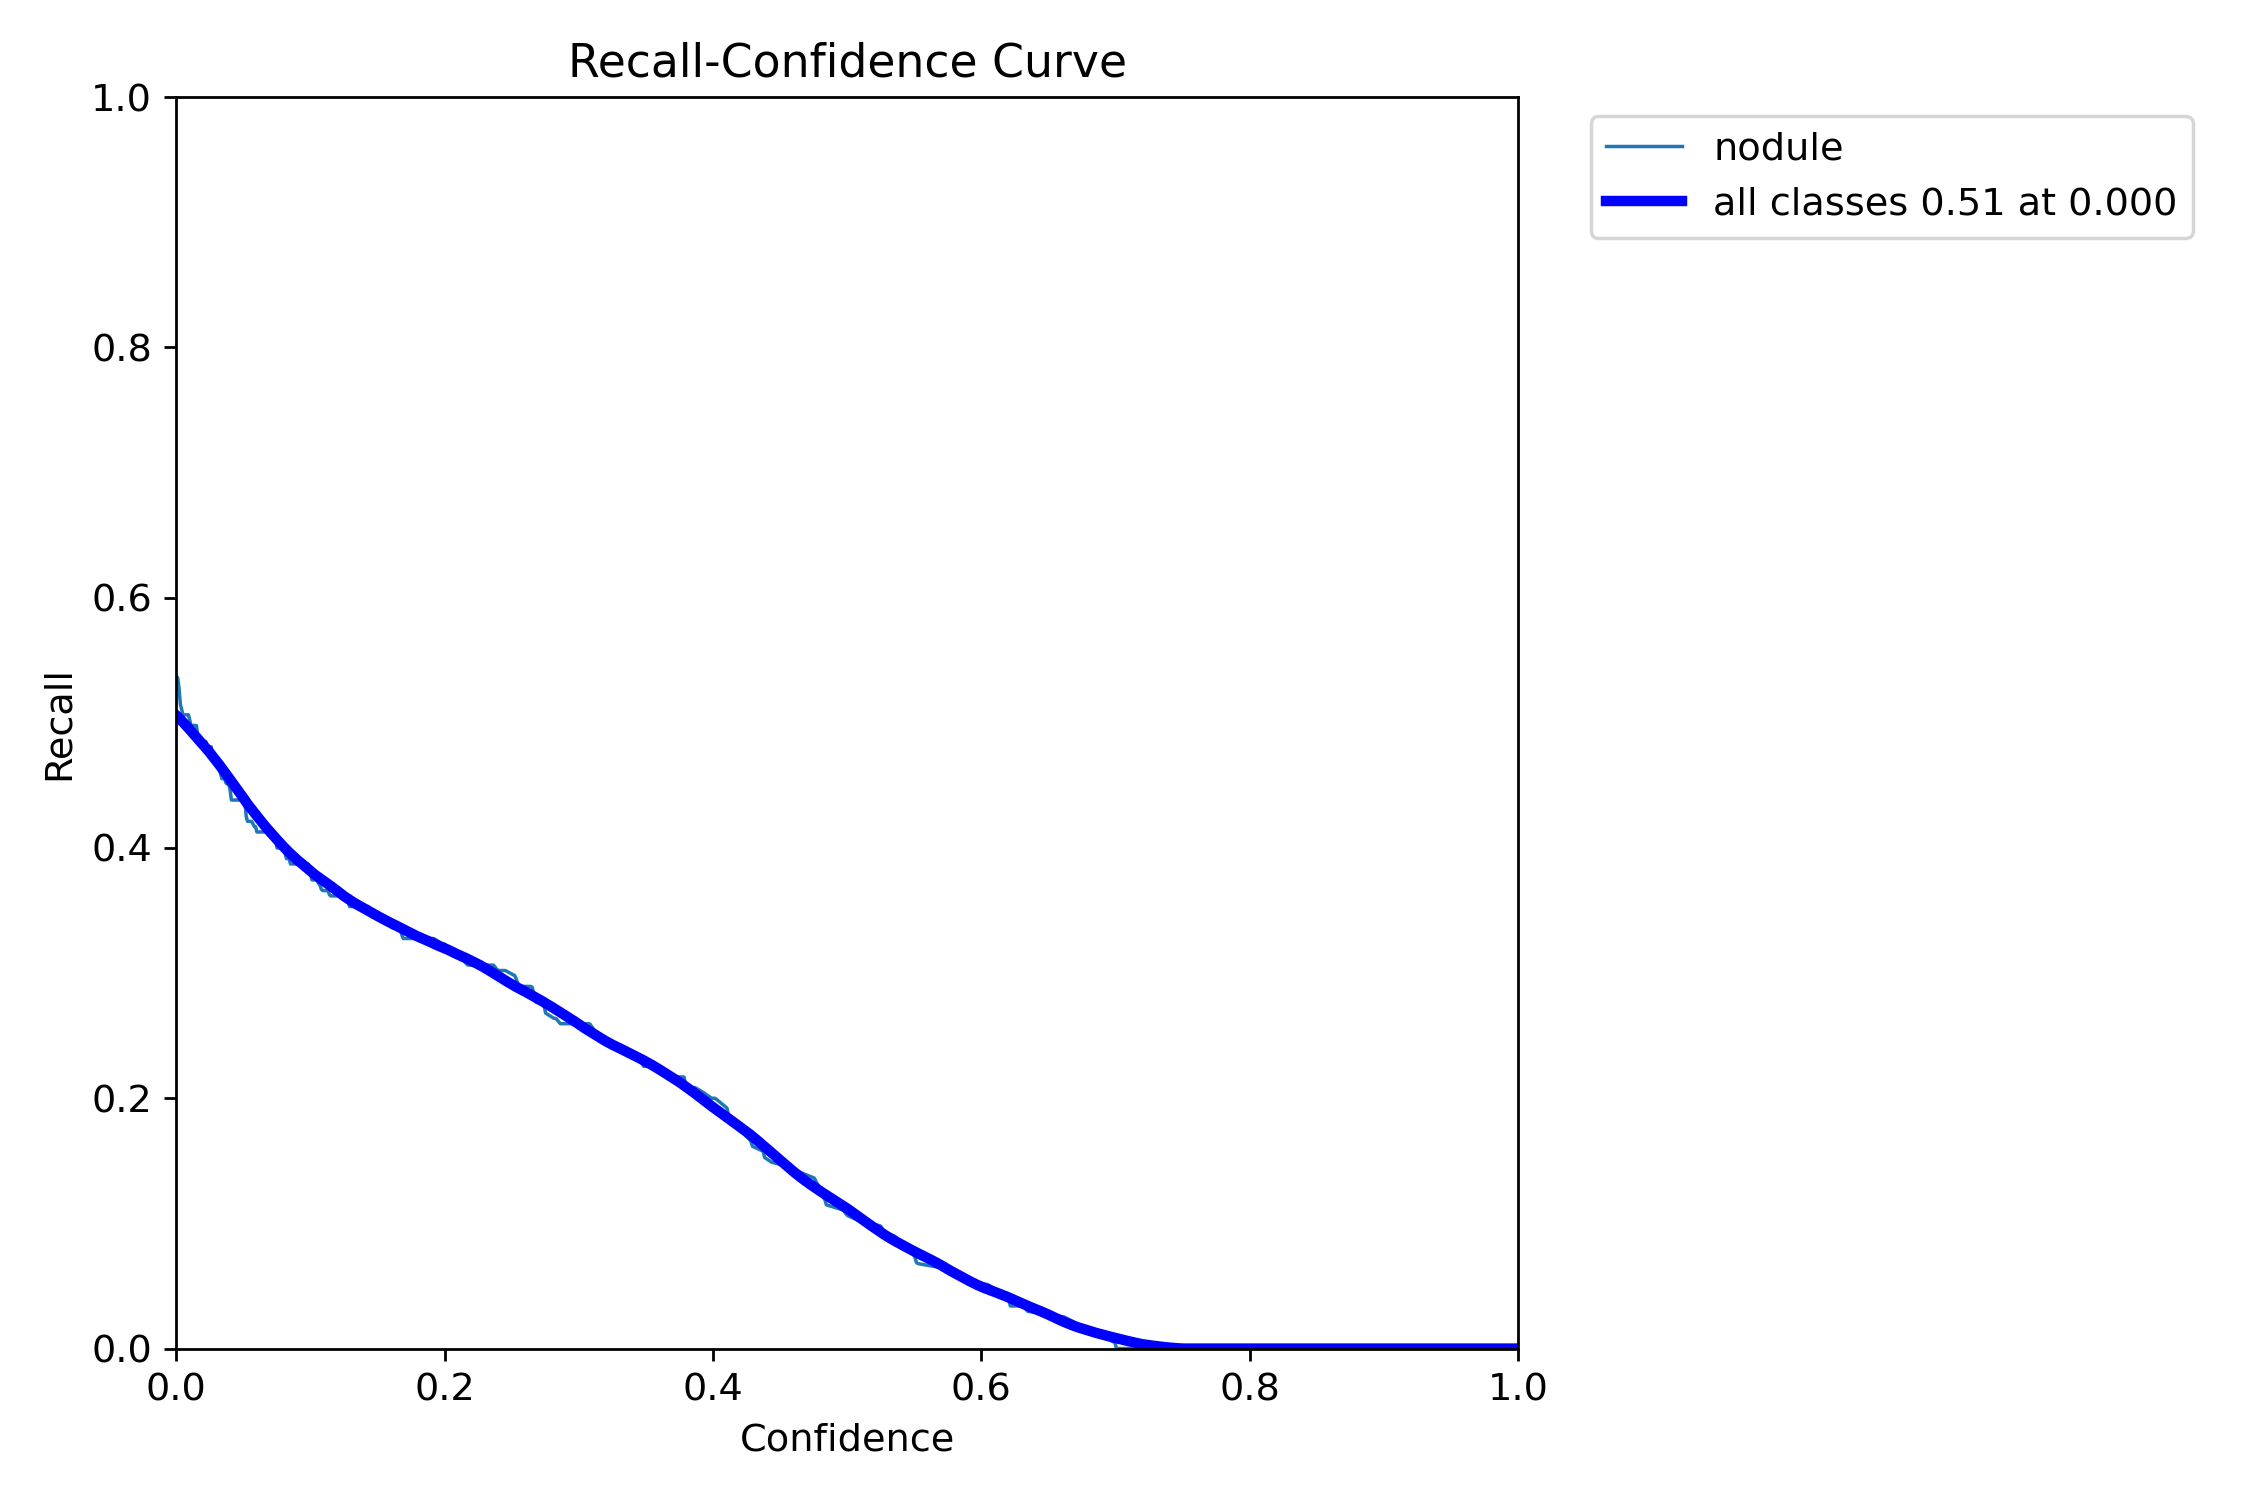 Recall-Confidence Curve
1.0
0.8
0.6
0.4
0.2
0.0
Recall
0.0 0.2 0.4 0.6 0.8 1.0
Confidence
nodule
all classes 0.51 at 0.000